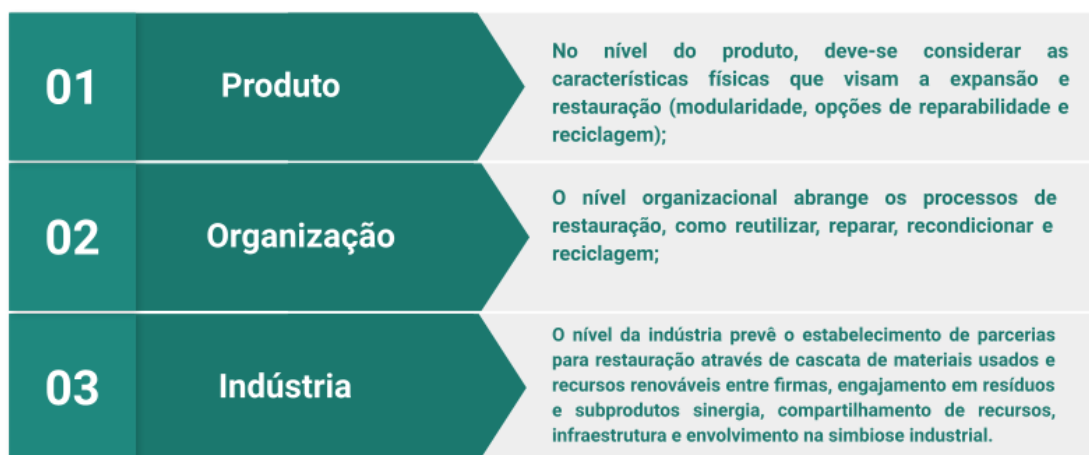 01
Produto
No nível do produto, deve-se considerar as
características físicas que visam a expansão e
restauração (modularidade, opções de reparabilidade e
reciclagem);
02
Organização
O nível organizacional abrange os processos de
restauração, como reutilizar, reparar, recondicionar e
reciclagem;
03
Indústria
O nível da indústria prevê o estabelecimento de parcerias
para restauração através de cascata de materiais usados e
recursos renováveis entre firmas, engajamento em resíduos
e subprodutos sinergia, compartilhamento de recursos,
infraestrutura e envolvimento na simbiose industrial.